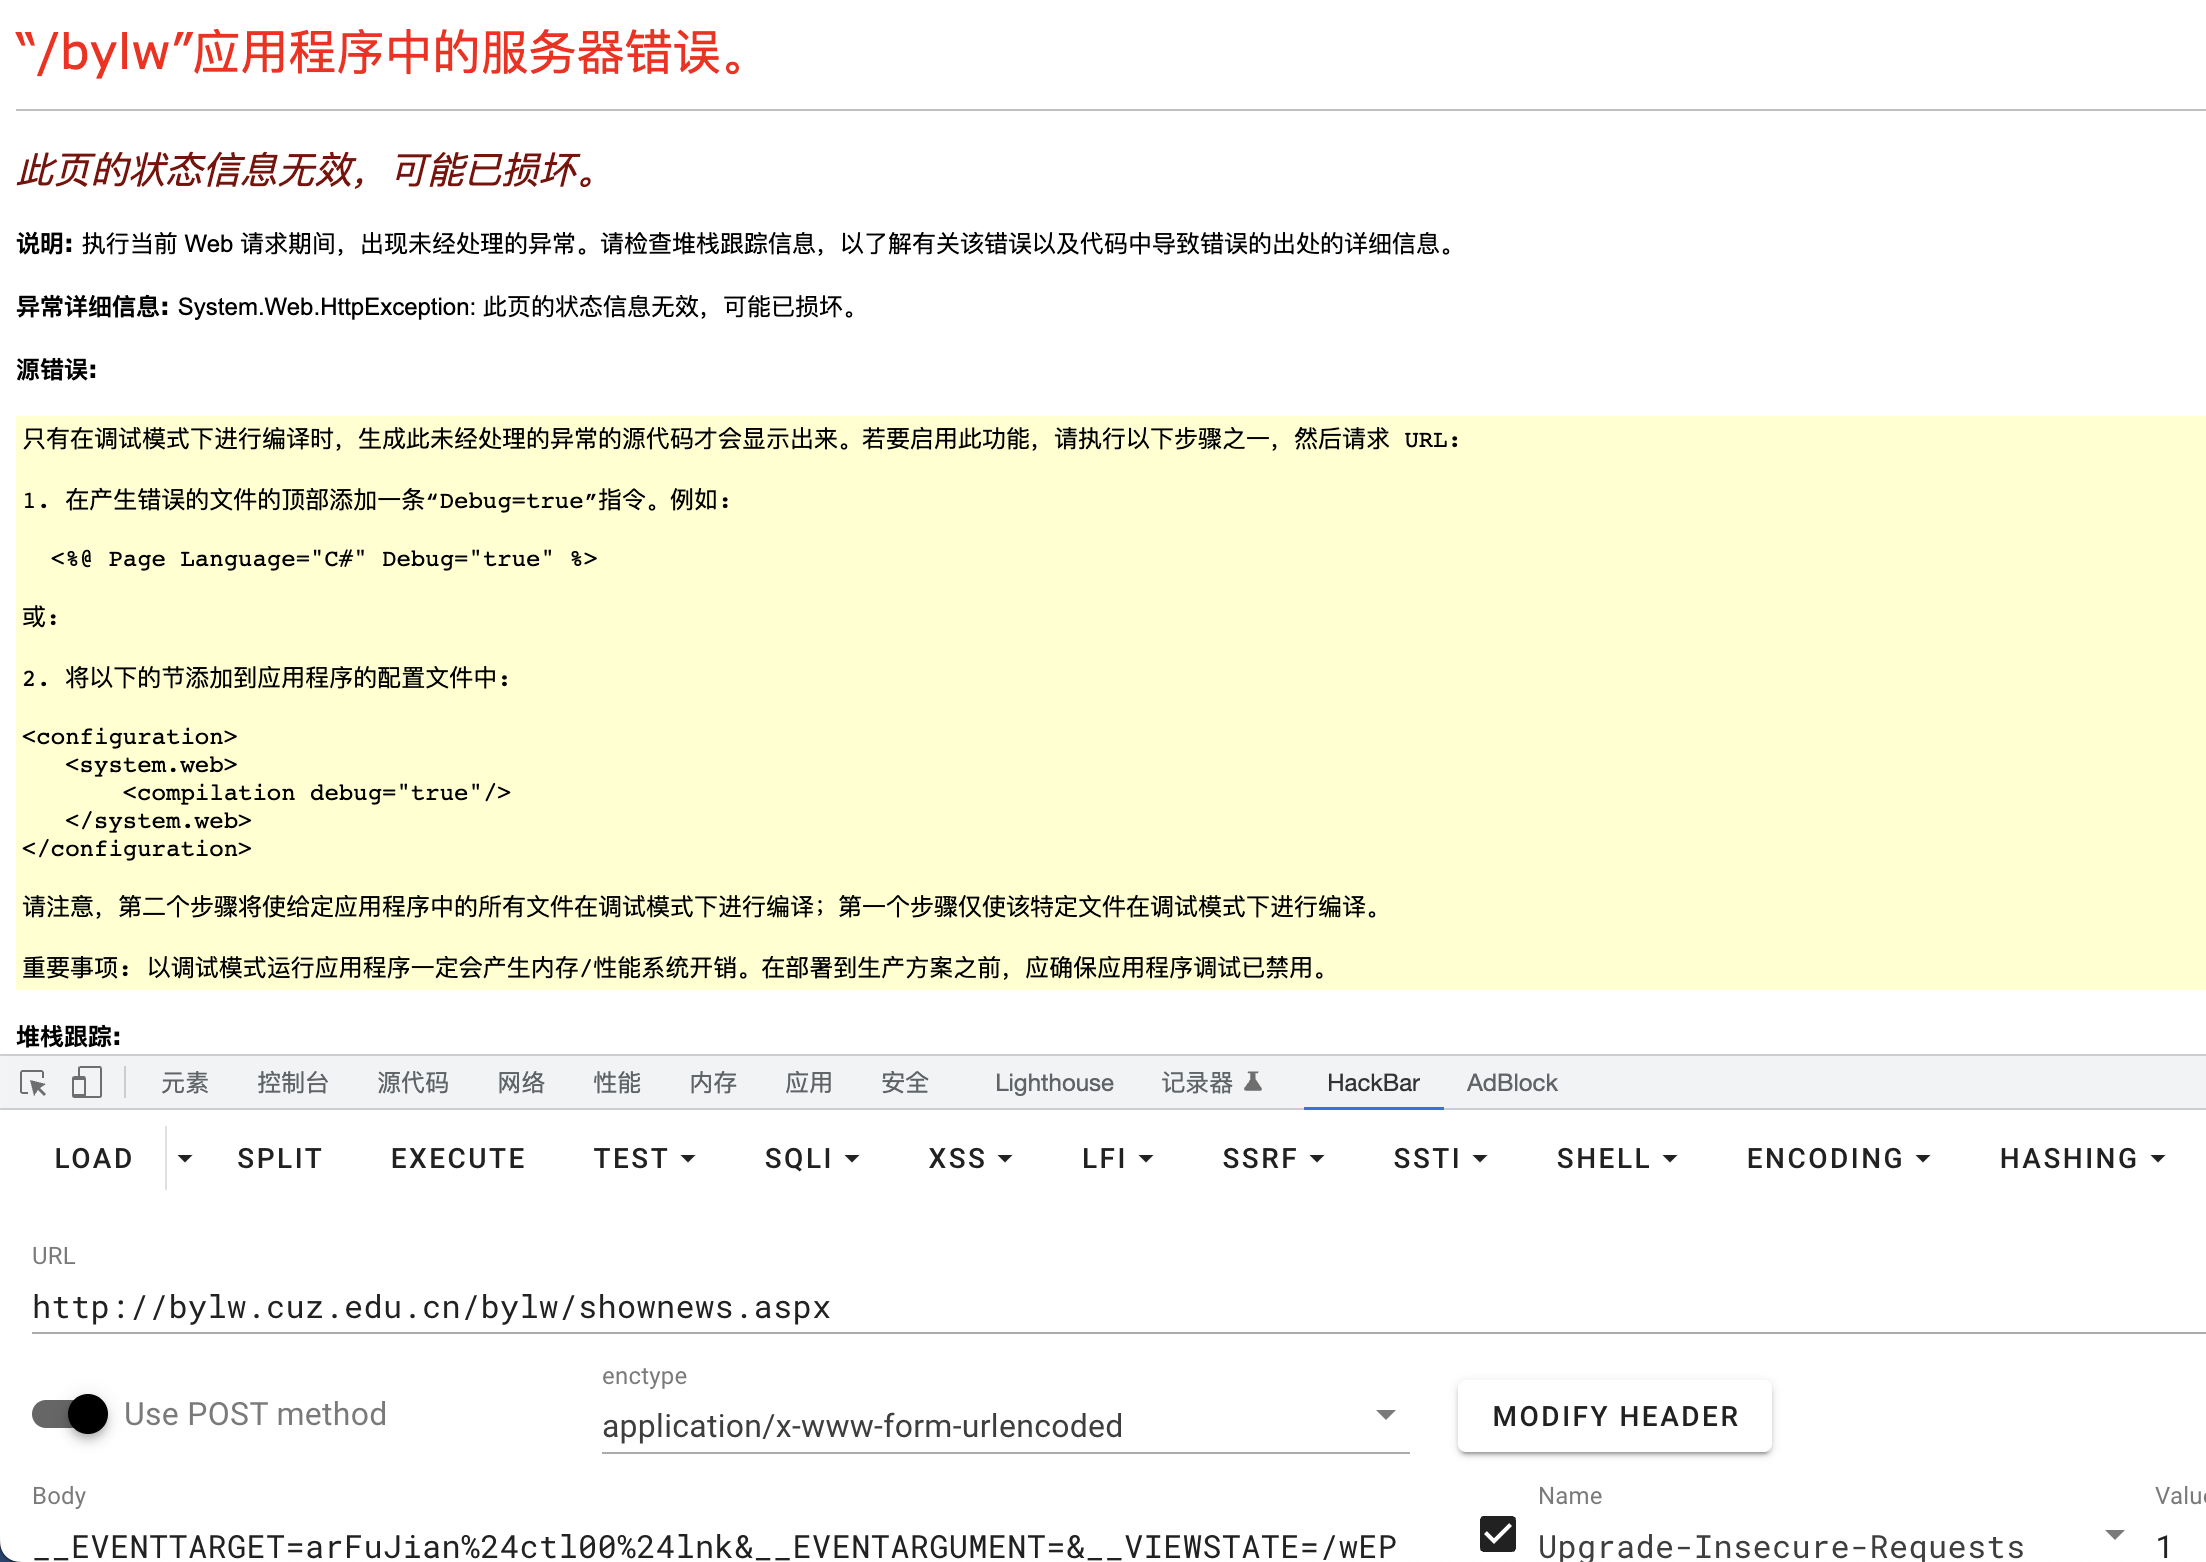 “/bylw”应用程序中的服务器错误。
此页的状态信息无效，可能已损坏。
说明: 执行当前 Web 请求期间，出现未经处理的异常。请检查堆栈跟踪信息，以了解有关该错误以及代码中导致错误的出处的详细信息。
异常详细信息: System.Web.HttpException: 此页的状态信息无效，可能已损坏。
源错误:
只有在调试模式下进行编译时，生成此未经处理的异常的源代码才会显示出来。若要启用此功能，请执行以下步骤之一，然后请求 URL:
1. 在产生错误的文件的顶部添加一条“Debug=true”指令。例如:
<%@ Page Language="C#" Debug="true" %>
或:
2. 将以下的节添加到应用程序的配置文件中:
<configuration>
<system.web>
<compilation debug="true"/>
</system.web>
</configuration>
请注意，第二个步骤将使给定应用程序中的所有文件在调试模式下进行编译；第一个步骤仅使该特定文件在调试模式下进行编译。
重要事项: 以调试模式运行应用程序一定会产生内存/性能系统开销。在部署到生产方案之前，应确保应用程序调试已禁用。
堆栈跟踪:
元素 控制台 源代码 网络 性能 内存 应用 安全 Lighthouse 记录器 HackBar AdBlock
LOAD SPLIT EXECUTE TEST SQLI XSS LFI SSRF SSTI SHELL ENCODING HASHING
URL
http://bylw.cuz.edu.cn/bylw/shownews.aspx
enctype
Use POST method application/x-www-form-urlencoded MODIFY HEADER
Body Name Value
__EVENTTARGET=arFuJian%24ctl00%24lnk&__EVENTARGUMENT=&__VIEWSTATE=/wEP Upgrade-Insecure-Requests 1